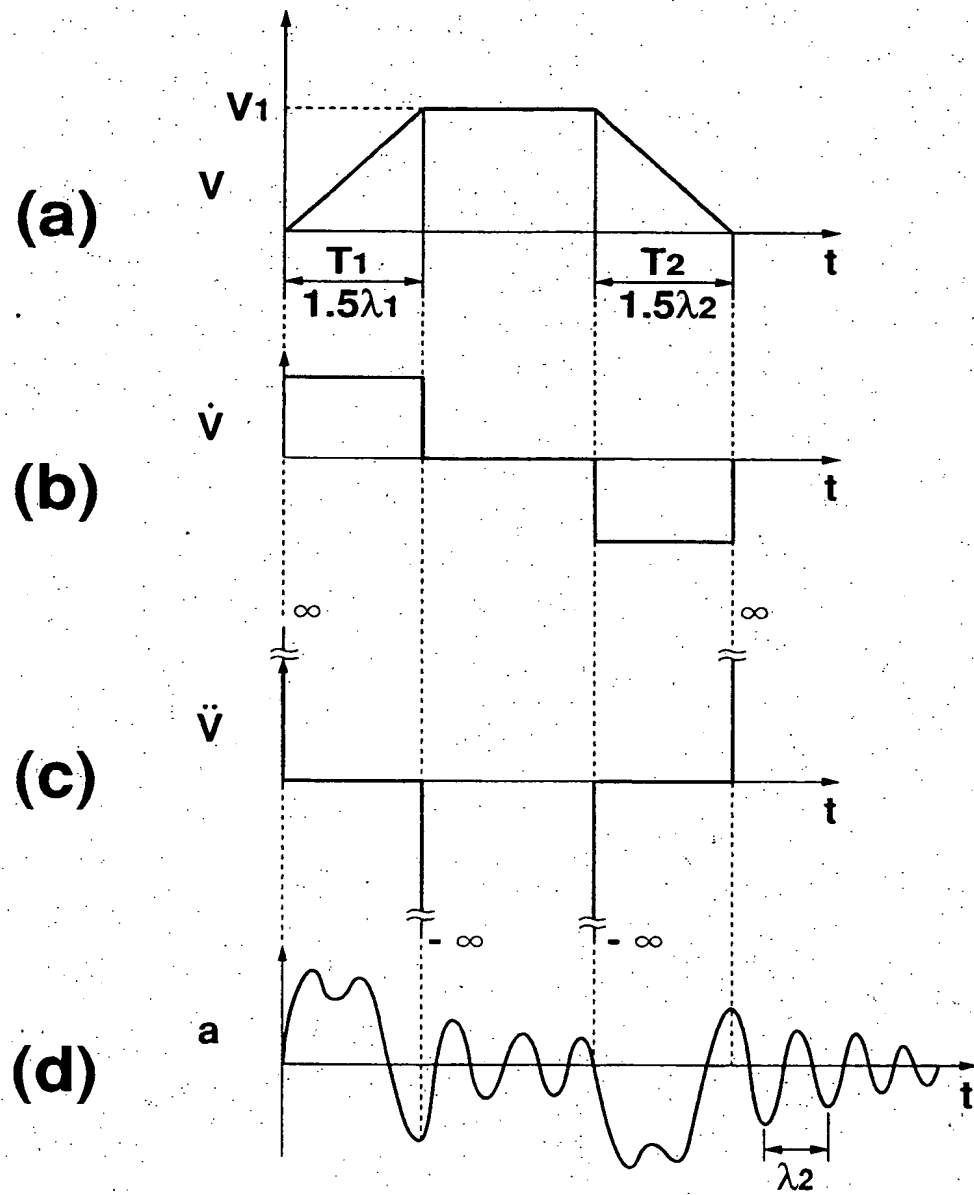 V1
V
(a)
t
T1
1.5λ1
T2
1.5λ2
V̇
(b)
t
∞
∞
V̈
(c)
t
- ∞
- ∞
a
(d)
t
λ2